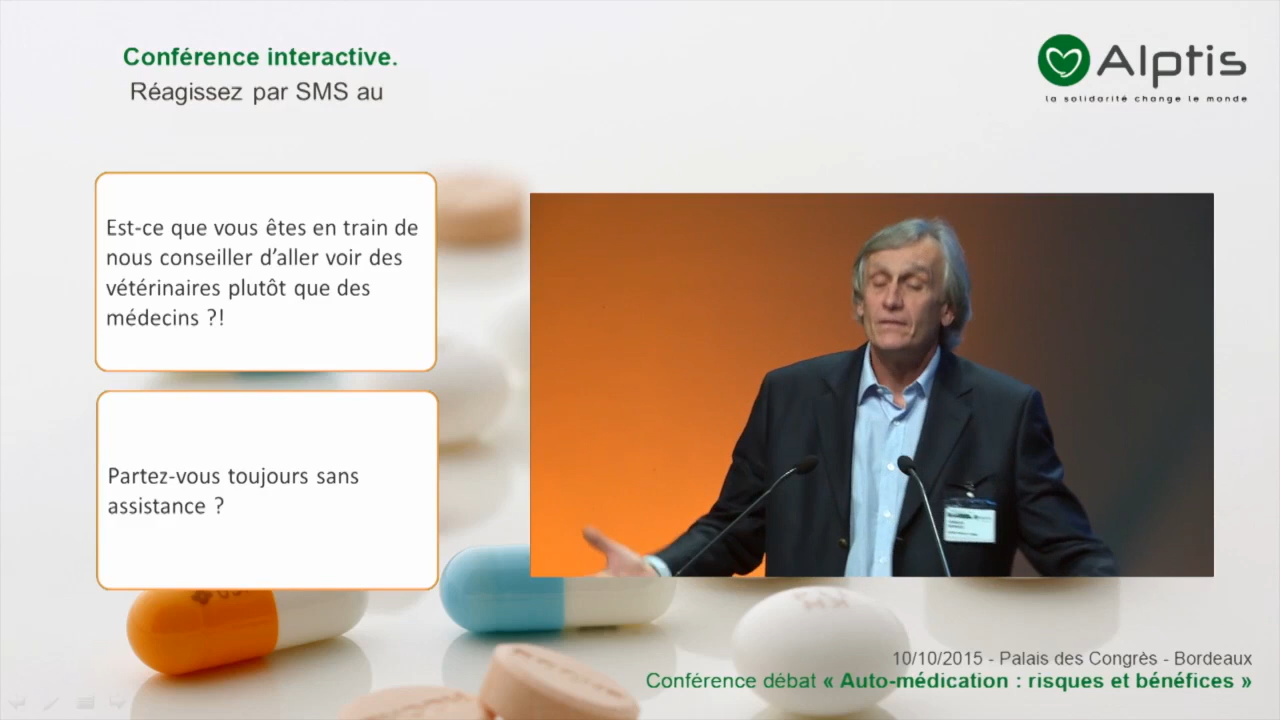 Conférence interactive.
Réagissez par SMS au
Alptis
la solidarité change le monde
Est-ce que vous êtes en train de
nous conseiller d’aller voir des
vétérinaires plutôt que des
médecins ?!
Partez-vous toujours sans
assistance ?
10/10/2015 - Palais des Congrès - Bordeaux
Conférence débat « Auto-médication : risques et bénéfices »